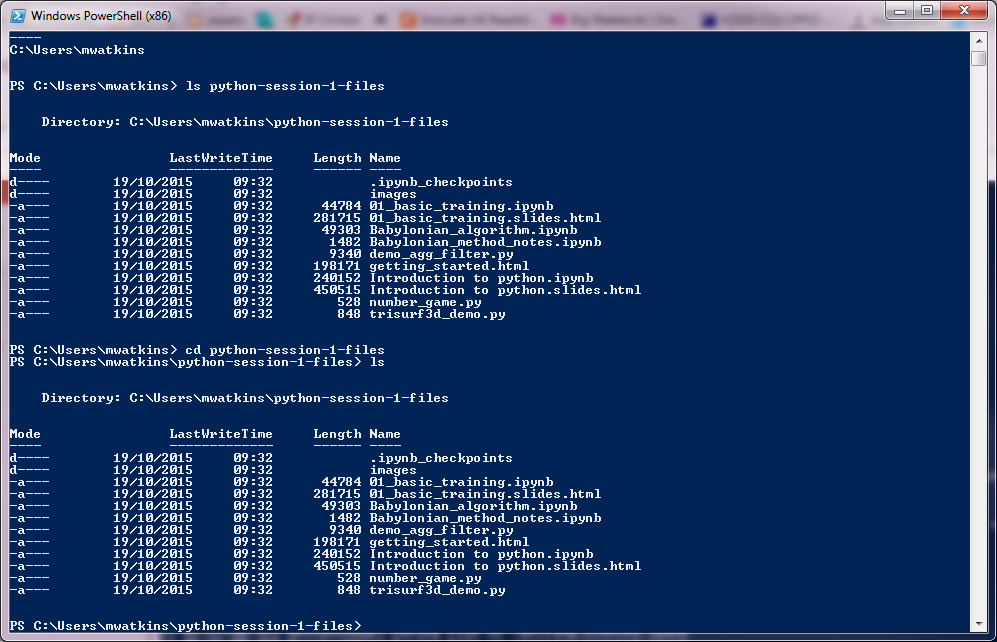 Windows PowerShell (x86)
----
C:\Users\mwatkins
PS C:\Users\mwatkins> ls python-session-1-files
Directory: C:\Users\mwatkins\python-session-1-files
Mode                LastWriteTime     Length Name
----                -------------     ------ ----
d----        19/10/2015     09:32            .ipynb_checkpoints
d----        19/10/2015     09:32            images
-a---        19/10/2015     09:32      44784 01_basic_training.ipynb
-a---        19/10/2015     09:32     281715 01_basic_training.slides.html
-a---        19/10/2015     09:32      49303 Babylonian_algorithm.ipynb
-a---        19/10/2015     09:32       1482 Babylonian_method_notes.ipynb
-a---        19/10/2015     09:32       9340 demo_agg_filter.py
-a---        19/10/2015     09:32     198171 getting_started.html
-a---        19/10/2015     09:32     240152 Introduction to python.ipynb
-a---        19/10/2015     09:32     450515 Introduction to python.slides.html
-a---        19/10/2015     09:32        528 number_game.py
-a---        19/10/2015     09:32        848 trisurf3d_demo.py
PS C:\Users\mwatkins> cd python-session-1-files
PS C:\Users\mwatkins\python-session-1-files> ls
Directory: C:\Users\mwatkins\python-session-1-files
Mode                LastWriteTime     Length Name
----                -------------     ------ ----
d----        19/10/2015     09:32            .ipynb_checkpoints
d----        19/10/2015     09:32            images
-a---        19/10/2015     09:32      44784 01_basic_training.ipynb
-a---        19/10/2015     09:32     281715 01_basic_training.slides.html
-a---        19/10/2015     09:32      49303 Babylonian_algorithm.ipynb
-a---        19/10/2015     09:32       1482 Babylonian_method_notes.ipynb
-a---        19/10/2015     09:32       9340 demo_agg_filter.py
-a---        19/10/2015     09:32     198171 getting_started.html
-a---        19/10/2015     09:32     240152 Introduction to python.ipynb
-a---        19/10/2015     09:32     450515 Introduction to python.slides.html
-a---        19/10/2015     09:32        528 number_game.py
-a---        19/10/2015     09:32        848 trisurf3d_demo.py
PS C:\Users\mwatkins\python-session-1-files>